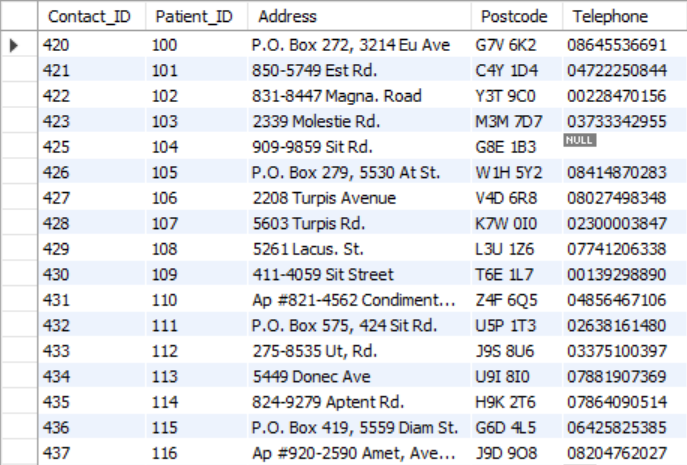 Contact_ID Patient_ID Address Postcode Telephone
420 100 P.O. Box 272, 3214 Eu Ave G7V 6K2 08645536691
421 101 850-5749 Est Rd. C4Y 1D4 04722250844
422 102 831-8447 Magna. Road Y3T 9C0 00228470156
423 103 2339 Molestie Rd. M3M 7D7 03733342955
425 104 909-9859 Sit Rd. G8E 1B3 NULL
426 105 P.O. Box 279, 5530 At St. W1H 5Y2 08414870283
427 106 2208 Turpis Avenue V4D 6R8 08027498348
428 107 5603 Turpis Rd. K7W 0I0 02300003847
429 108 5261 Lacus. St. L3U 1Z6 07741206338
430 109 411-4059 Sit Street T6E 1L7 00139298890
431 110 Ap #821-4562 Condiment... Z4F 6Q5 04856467106
432 111 P.O. Box 575, 424 Sit Rd. U5P 1T3 02638161480
433 112 275-8535 Ut, Rd. J9S 8U6 03375100397
434 113 5449 Donec Ave U9I 8I0 07881907369
435 114 824-9279 Aptent Rd. H9K 2T6 07864090514
436 115 P.O. Box 419, 5559 Diam St. G6D 4L5 06425825385
437 116 Ap #920-2590 Amet, Ave... J9D 9O8 08204762027